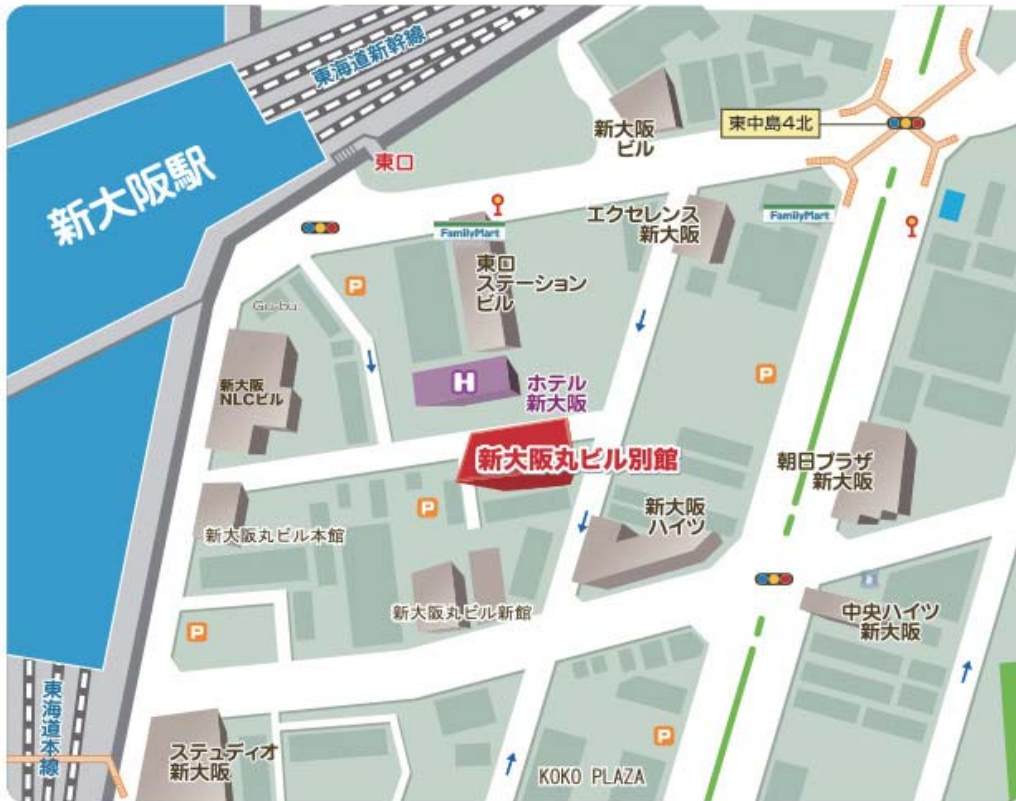 東海道新幹線
新大阪駅
東口
新大阪
ビル
東中島4北
エクセレンス
新大阪
FamilyMart
FamilyMart
東口
ステーション
ビル
P
Gu-bu
新大阪
NLCビル
H
ホテル
新大阪
P
新大阪丸ビル別館
朝日プラザ
新大阪
新大阪丸ビル本館
P
新大阪
ハイツ
新大阪丸ビル新館
中央ハイツ
新大阪
P
東海道本線
ステュディオ
新大阪
P
KOKO PLAZA